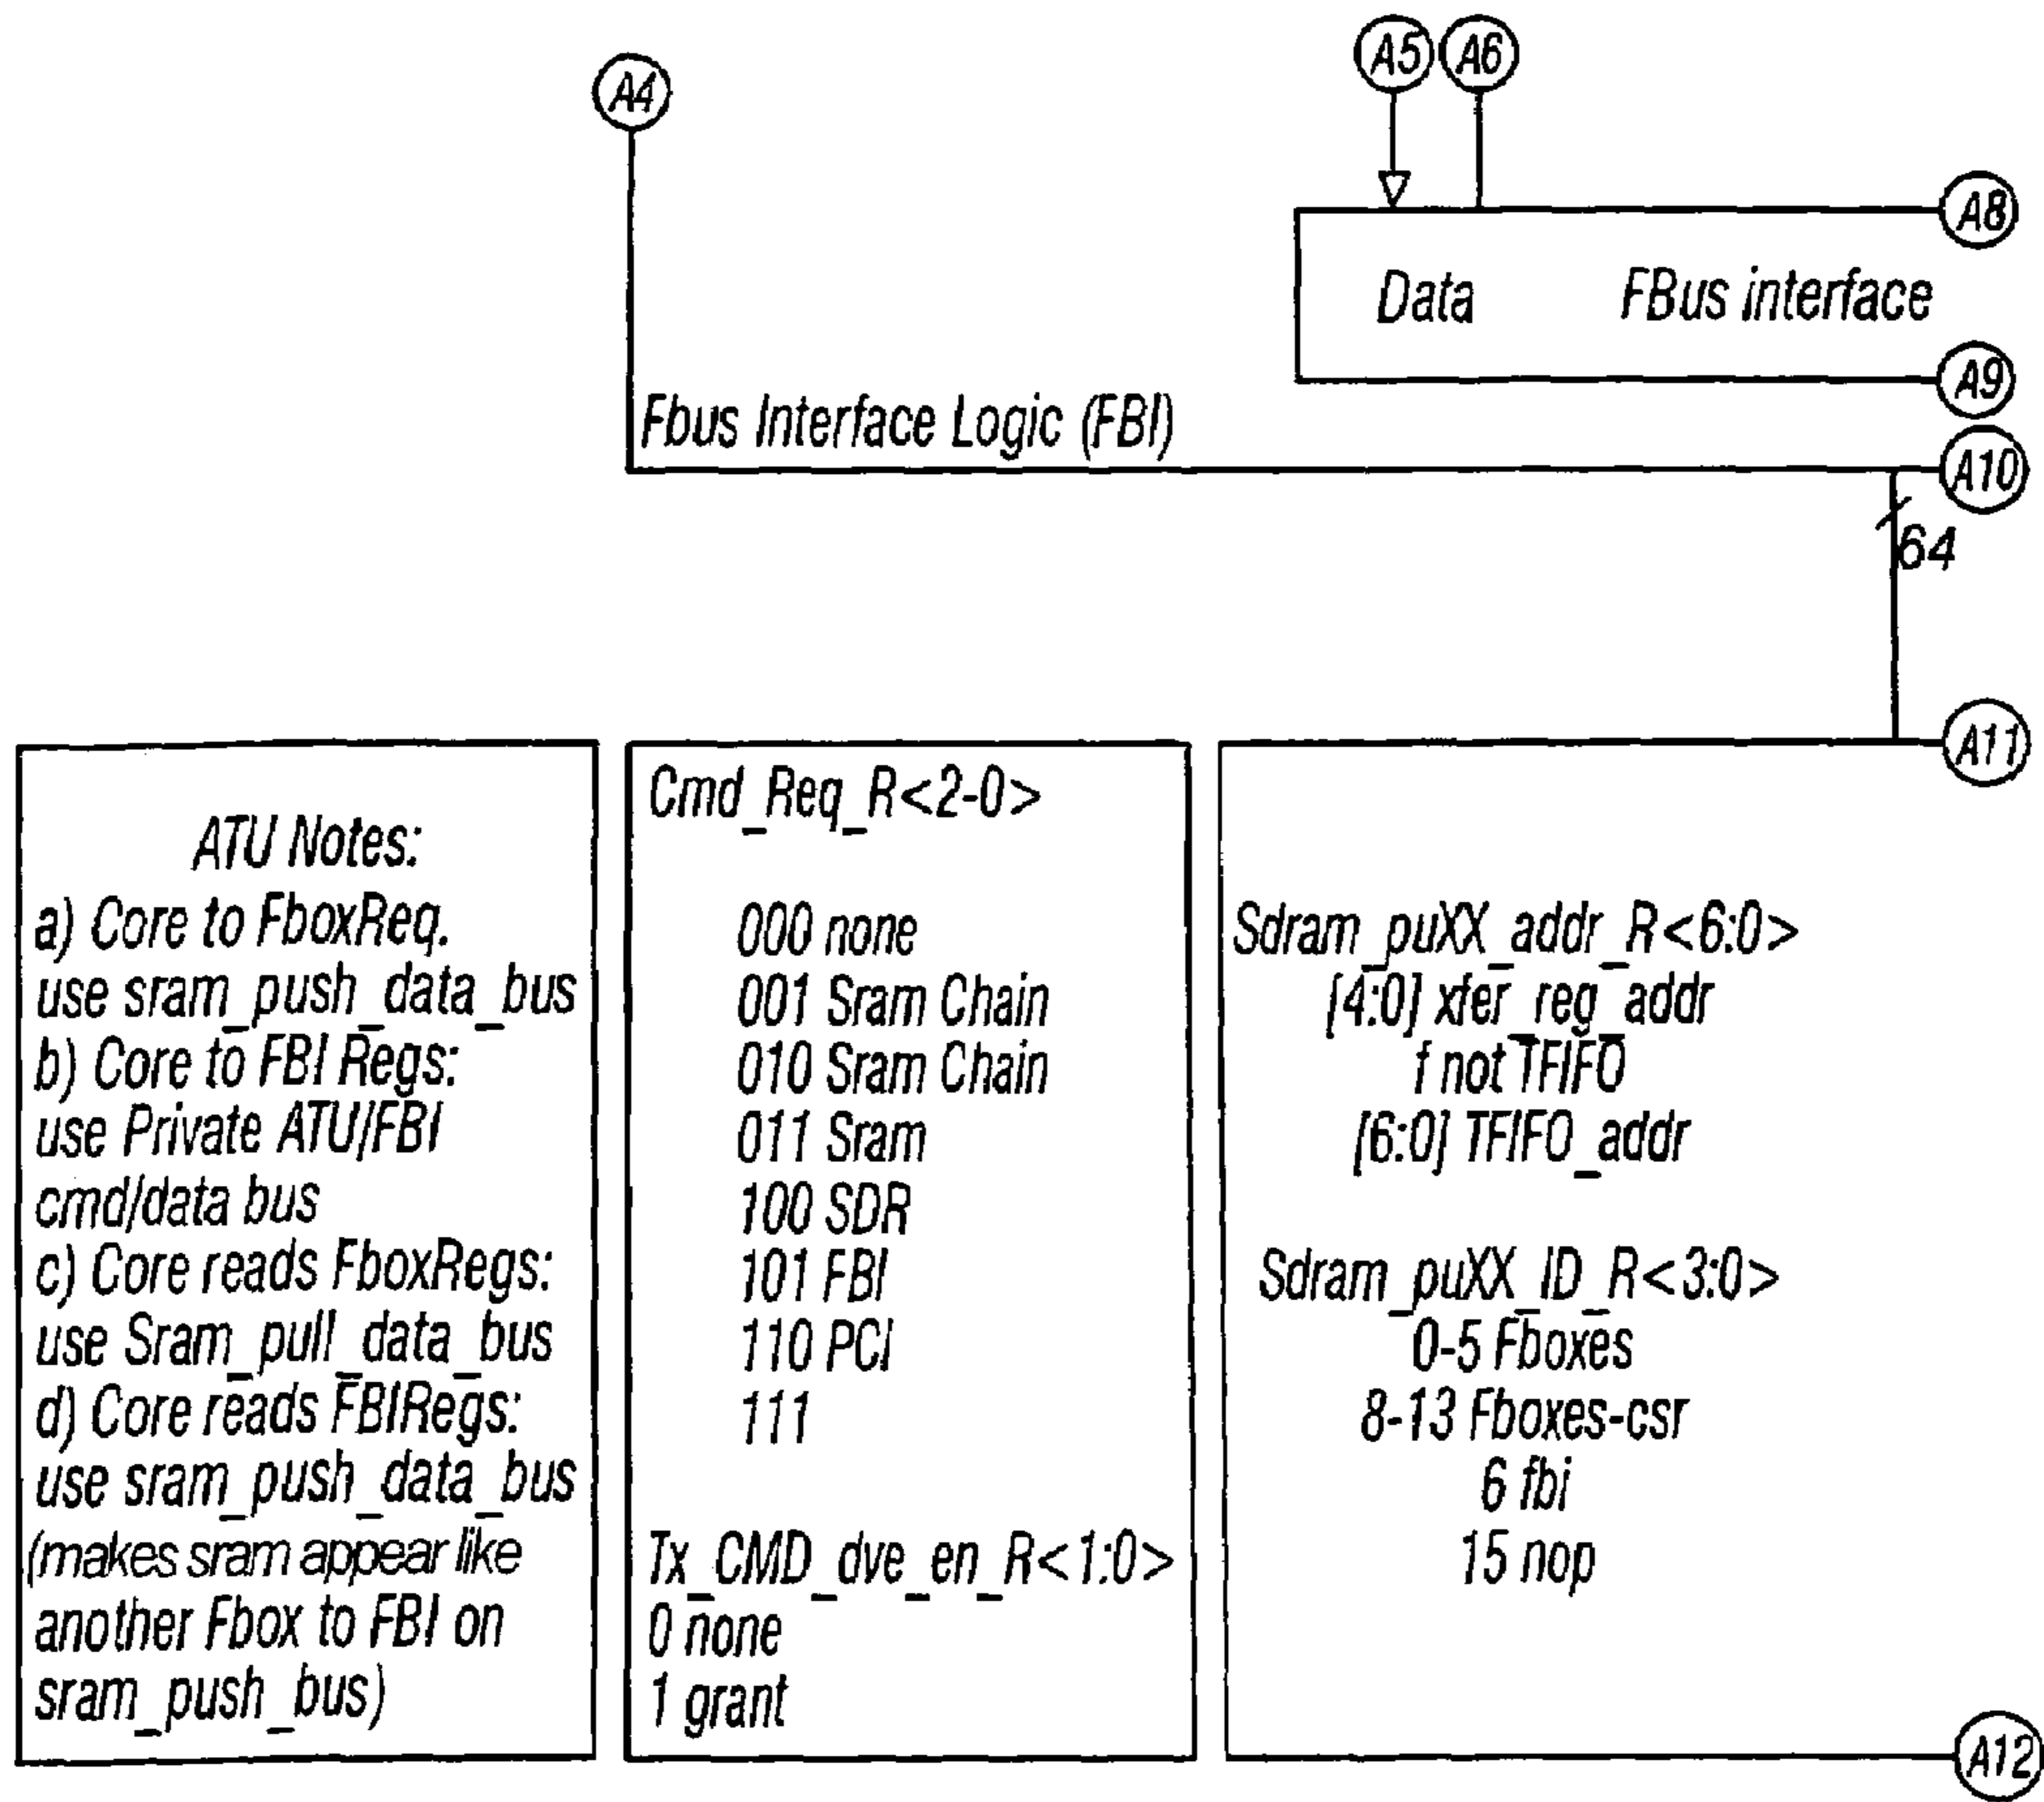 A4
A5
A6
A8
Data
FBus interface
A9
Fbus Interface Logic (FBI)
A10
64
A11
ATU Notes:
a) Core to FboxReq.
use sram_push_data_bus
b) Core to FBI Regs:
use Private ATU/FBI
cmd/data bus
c) Core reads FboxRegs:
use Sram_pull_data_bus
d) Core reads FBIRegs:
use sram_push_data_bus
(makes sram appear like
another Fbox to FBI on
sram_push_bus)
Cmd_Req_R<2-0>
000 none
001 Sram Chain
010 Sram Chain
011 Sram
100 SDR
101 FBI
110 PCI
111
Tx_CMD_dve_en_R<1:0>
0 none
1 grant
Sdram_puXX_addr_R<6:0>
[4:0] xfer_reg_addr
f not TFIFO
[6:0] TFIFO_addr
Sdram_puXX_ID_R<3:0>
0-5 Fboxes
8-13 Fboxes-csr
6 fbi
15 nop
A12